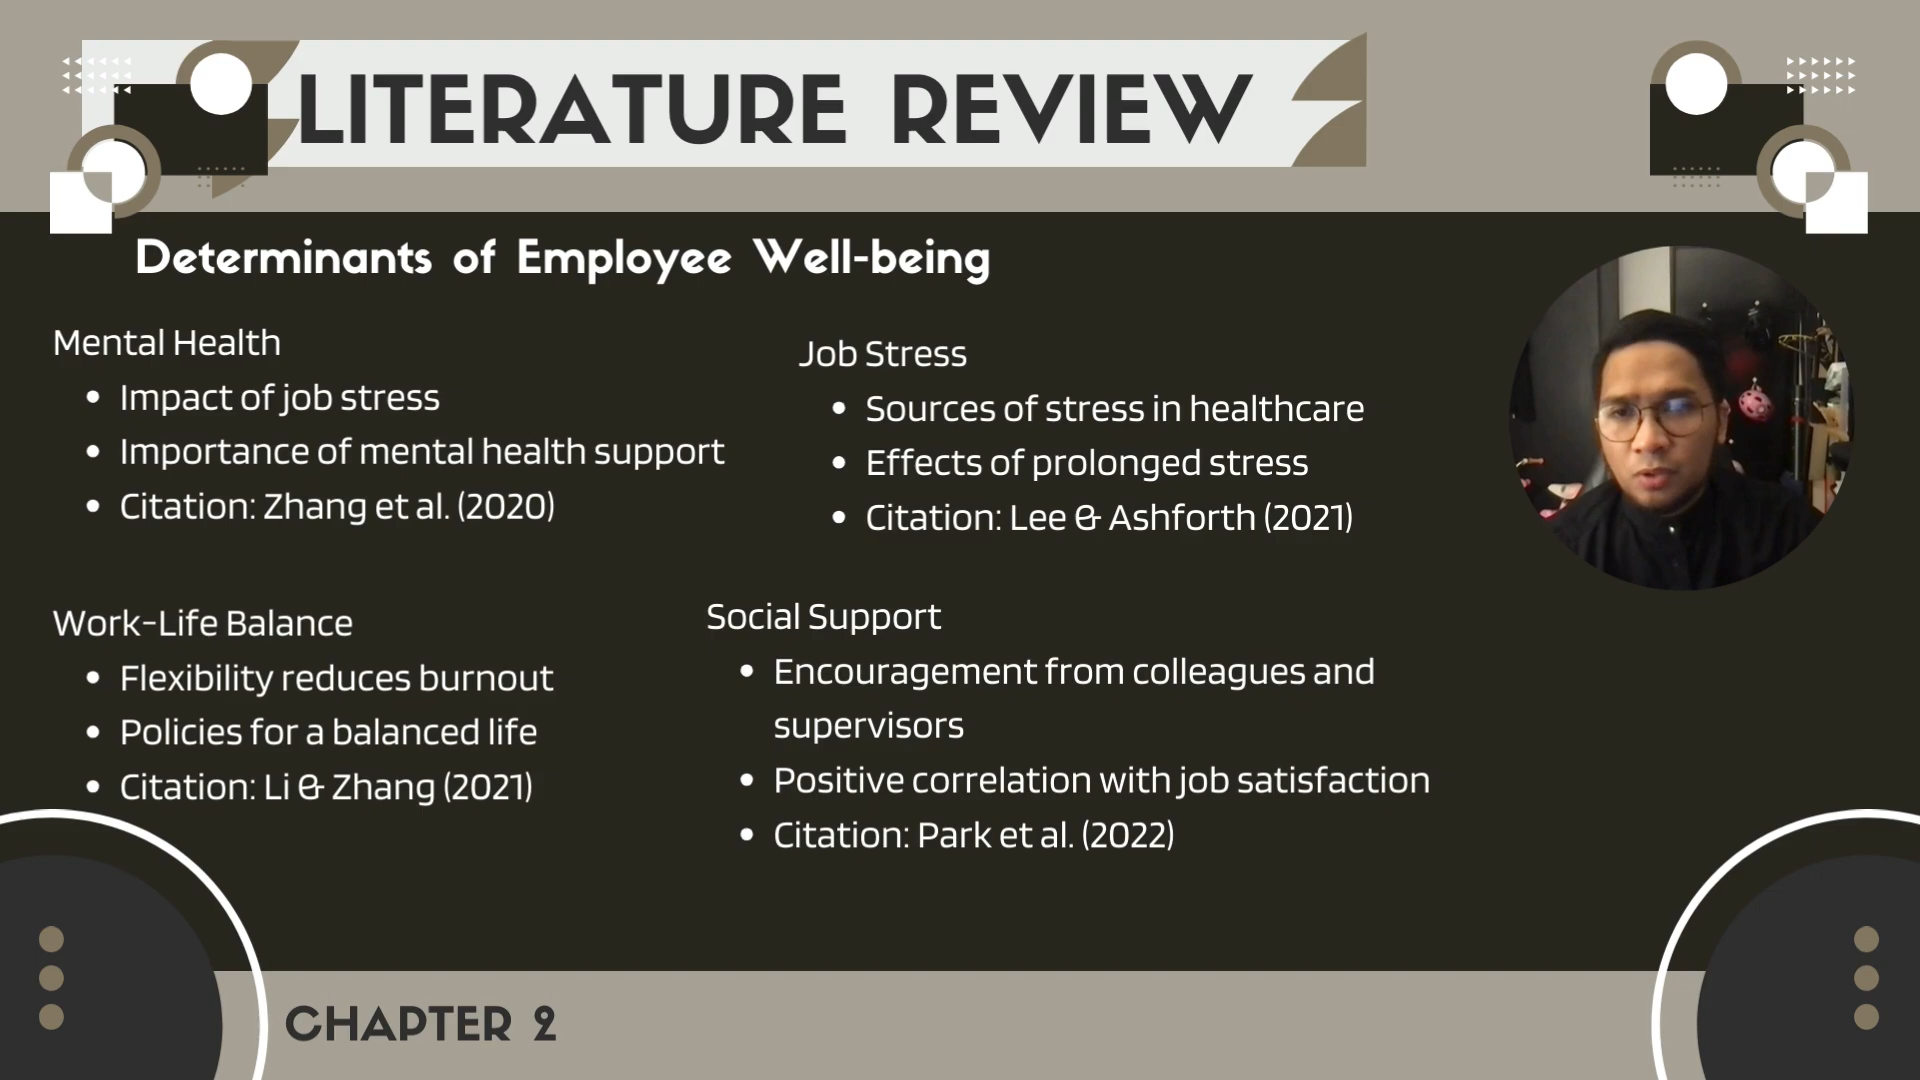 LITERATURE REVIEW
Determinants of Employee Well-being
Mental Health
• Impact of job stress
• Importance of mental health support
• Citation: Zhang et al. (2020)
Job Stress
• Sources of stress in healthcare
• Effects of prolonged stress
• Citation: Lee & Ashforth (2021)
Work-Life Balance
• Flexibility reduces burnout
• Policies for a balanced life
• Citation: Li & Zhang (2021)
Social Support
• Encouragement from colleagues and
supervisors
• Positive correlation with job satisfaction
• Citation: Park et al. (2022)
CHAPTER 2